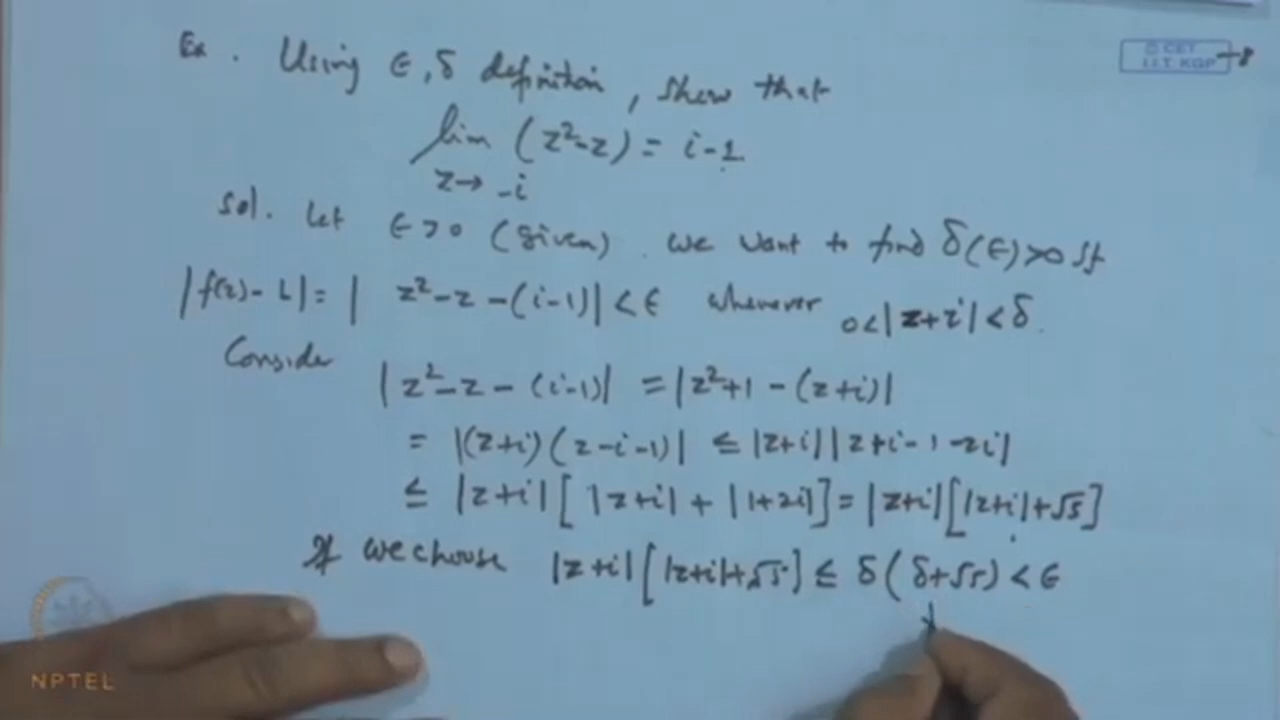 Ex. Using ϵ, δ definition, show that
© CET
I.I.T. KGP
lim (z²-z) = i-1
z→ -i
Sol. Let ϵ>0 (given). We want to find δ(ϵ)>0 st
|f(z)-L| = | z²-z-(i-1)| < ϵ whenever 0<|z+i|<δ.
Consider
|z²-z-(i-1)| = |z²+1-(z+i)|
= |(z+i)(z-i-1)| ≤ |z+i||z+i-1-2i|
≤ |z+i| [ |z+i| + |1+2i|] = |z+i| [|z+i|+√5]
If we choose |z+i| [|z+i|+√5] ≤ δ(δ+√5) < ϵ
NPTEL